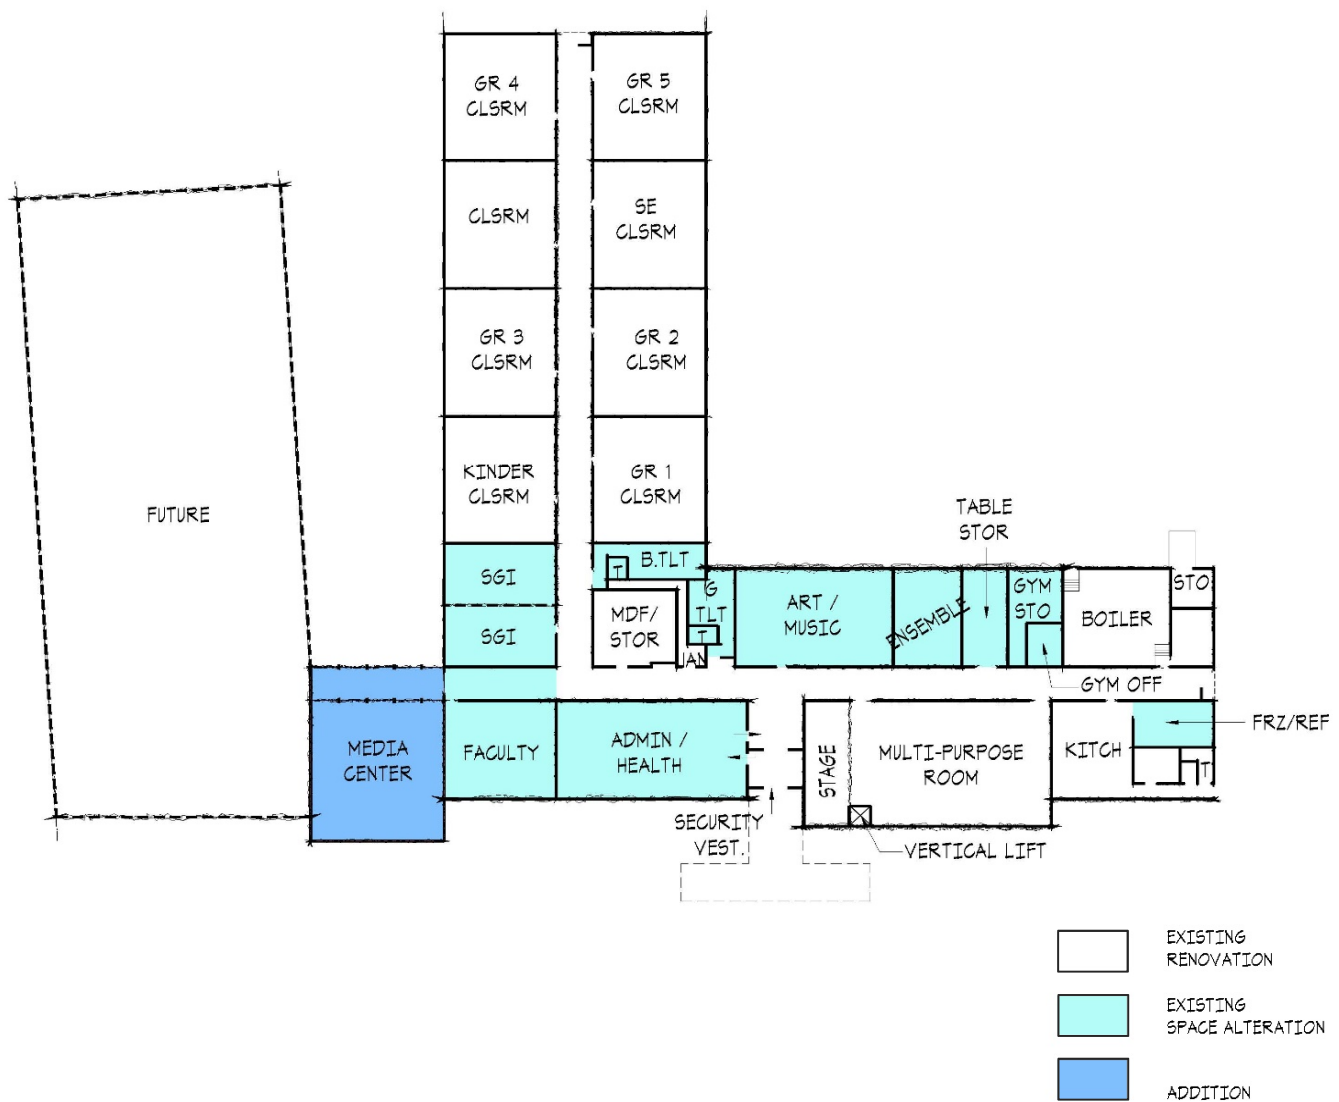 GR 4
CLSRM
GR 5
CLSRM
CLSRM
SE
CLSRM
GR 3
CLSRM
GR 2
CLSRM
KINDER
CLSRM
GR 1
CLSRM
FUTURE
TABLE
STOR
SGI
B.TLT
T
G
TLT
T
JAN
MDF/
STOR
SGI
ART /
MUSIC
ENSEMBLE
GYM
STO
BOILER
STO
GYM OFF
FRZ/REF
MEDIA
CENTER
FACULTY
ADMIN /
HEALTH
STAGE
MULTI-PURPOSE
ROOM
KITCH
T
SECURITY
VEST.
VERTICAL LIFT
EXISTING
RENOVATION
EXISTING
SPACE ALTERATION
ADDITION